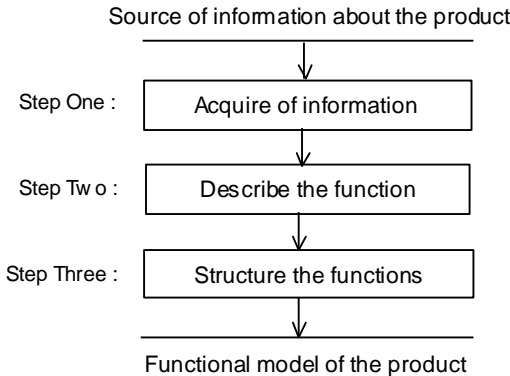 Source of information about the product
Step One : Acquire of information
Step Two : Describe the function
Step Three : Structure the functions
Functional model of the product